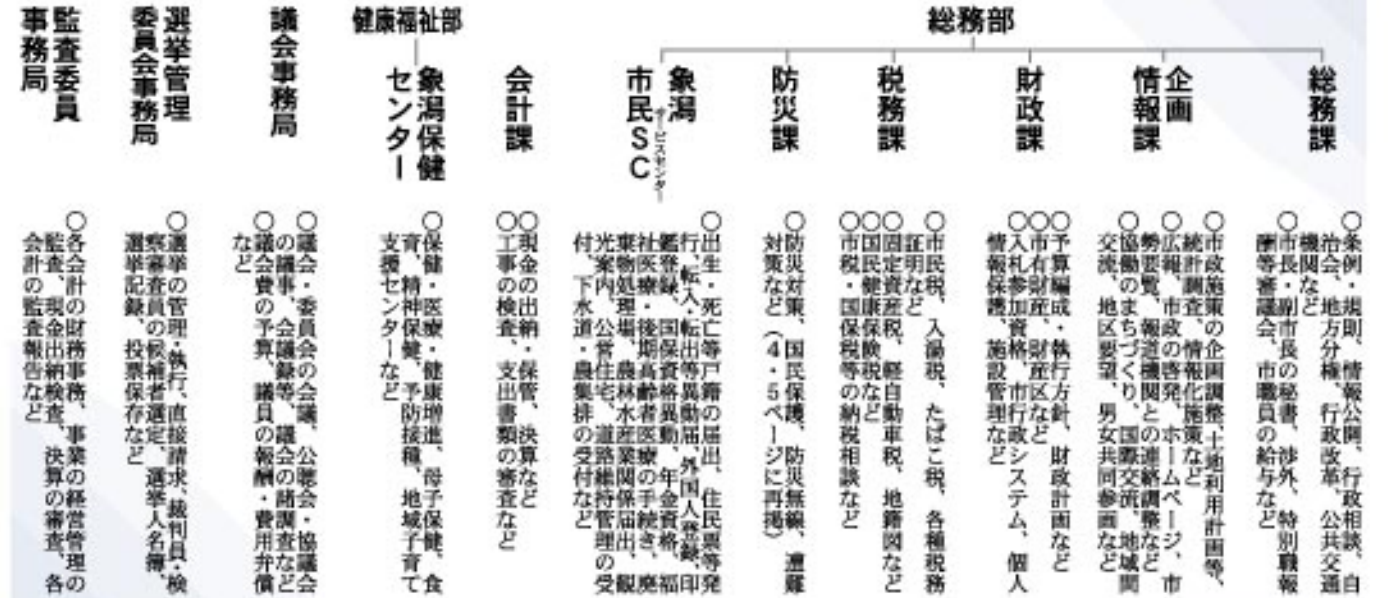 総務部
総務課
○条例・規則、情報公開、行政相談、自
治会、地方分権、行政改革、公共交通
機関など
○市長・副市長の秘書、渉外、特別職報
酬等審議会、市職員の給与など
企画
情報課
○市政施策の企画調整、土地利用計画等、
統計調査、情報化施策など
○広報、市政の啓発、ホームページ、市
勢要覧、報道機関との連絡調整など
○協働のまちづくり、国際交流、地域間
交流、地区要望、男女共同参画など
財政課
○予算編成・執行方針、財政計画など
○市有財産、財産区など
○入札参加資格、市行政システム、個人
情報保護、施設管理など
税務課
○市民税、入湯税、たばこ税、各種税務
証明など
○固定資産税、軽自動車税、地籍図など
○国民健康保険税など
○市税・国保税等の納税相談など
防災課
○防災対策、国民保護、防災無線、遭難
対策など（4・5ページに再掲）
象潟
市民SC
サービスセンター
○出生・死亡等戸籍の届出、住民票等発
行、転入・転出等異動届、外国人登録、印
鑑登録、国保資格異動、年金資格、福
社医療・後期高齢者医療の手続き、廃
棄物処理場、農林水産業関係届出、観
光案内、公営住宅、道路維持管理の受
付、下水道・農集排の受付など
会計課
○現金の出納・保管、決算など
○工事の検査、支出書類の審査など
健康福祉部
象潟保健
センター
○保健・医療・健康増進、母子保健、食
育、精神保健、予防接種、地域子育て
支援センターなど
議会事務局
○議会・委員会の会議、公聴会・協議会
の議事、会議録等、議会の諸調査など
○議会費の予算、議員の報酬・費用弁償
など
選挙管理
委員会事務局
○選挙の管理・執行、直接請求、裁判員・検
察審査員の候補者選定、選挙人名簿、
選挙記録、投票保存など
監査委員
事務局
○各会計の財務事務、事業の経営管理の
監査、現金出納検査、決算の審査、各
会計の監査報告など